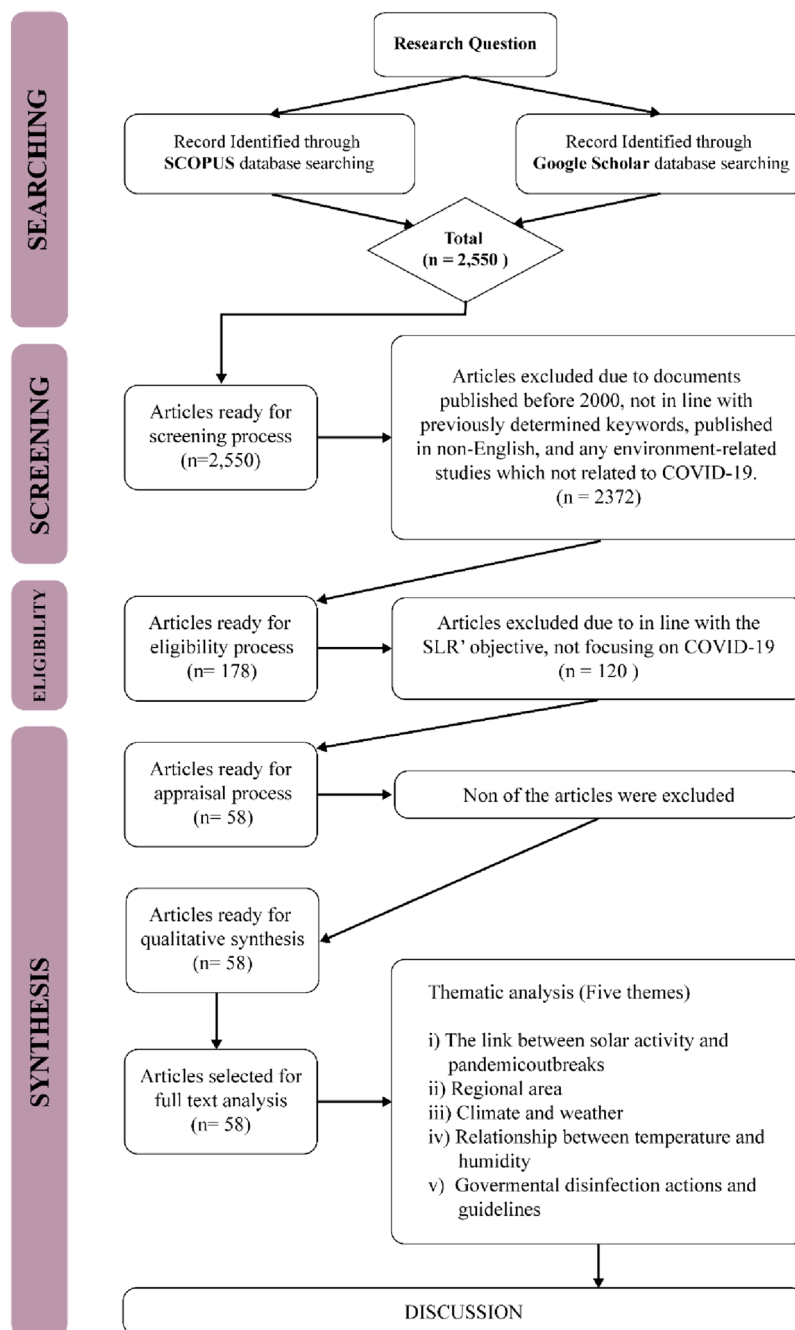 SEARCHING
Research Question
Record Identified through
SCOPUS database searching
Record Identified through
Google Scholar database searching
Total
(n = 2,550 )
SCREENING
Articles ready for
screening process
(n=2,550)
Articles excluded due to documents
published before 2000, not in line with
previously determined keywords, published
in non-English, and any environment-related
studies which not related to COVID-19.
(n = 2372)
ELIGIBILITY
Articles ready for
eligibility process
(n= 178)
Articles excluded due to in line with the
SLR' objective, not focusing on COVID-19
(n = 120 )
SYNTHESIS
Articles ready for
appraisal process
(n= 58)
Non of the articles were excluded
Articles ready for
qualitative synthesis
(n= 58)
Articles selected for
full text analysis
(n= 58)
Thematic analysis (Five themes)
i) The link between solar activity and
pandemicoutbreaks
ii) Regional area
iii) Climate and weather
iv) Relationship between temperature and
humidity
v) Govermental disinfection actions and
guidelines
DISCUSSION